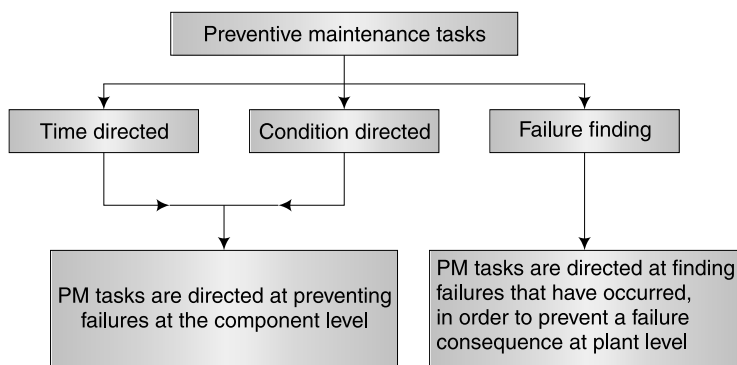 Preventive maintenance tasks
Time directed
Condition directed
Failure finding
PM tasks are directed at preventing
failures at the component level
PM tasks are directed at finding
failures that have occurred,
in order to prevent a failure
consequence at plant level